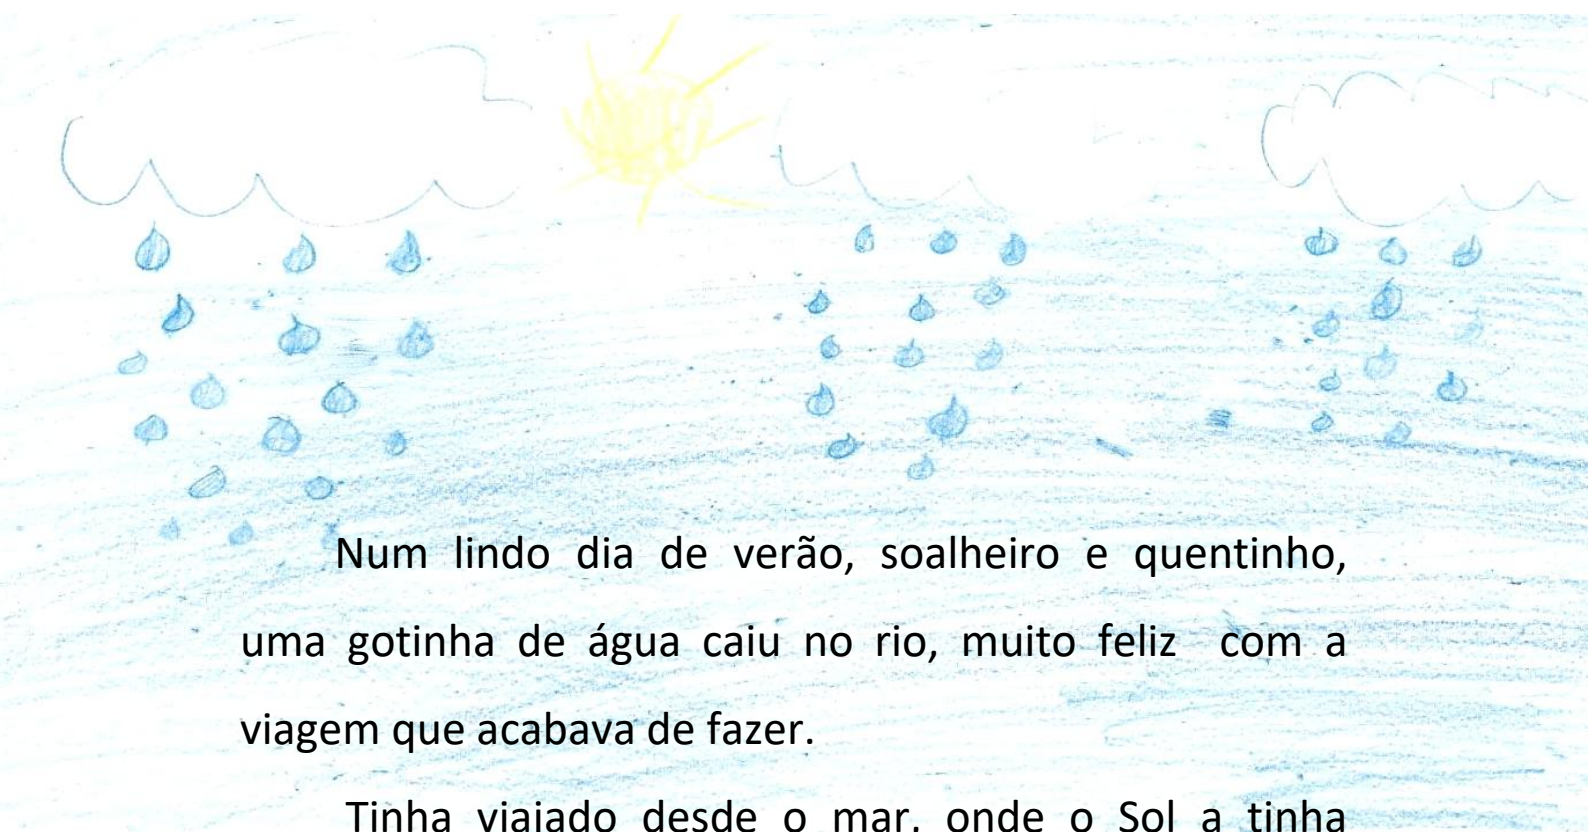 Num lindo dia de verão, soalheiro e quentinho,
uma gotinha de água caiu no rio, muito feliz com a
viagem que acabava de fazer.
Tinha viajado desde o mar, onde o Sol a tinha